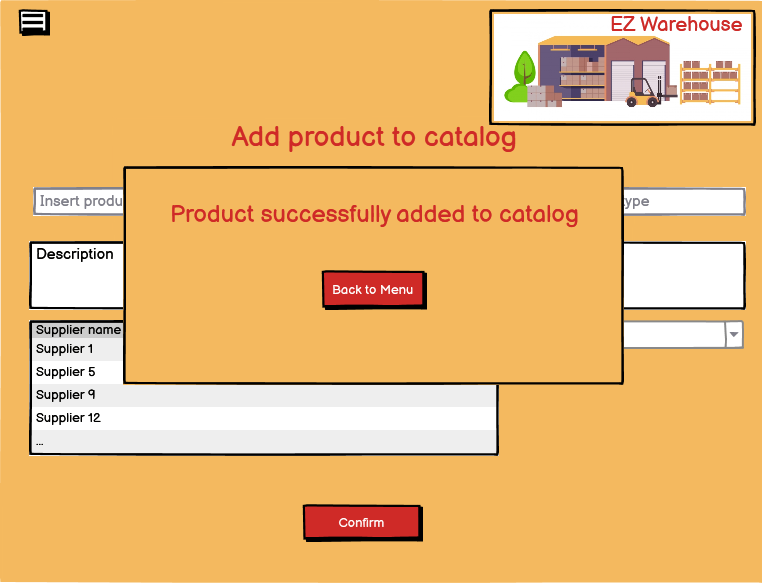 EZ Warehouse
Add product to catalog
Insert produ
type
Product successfully added to catalog
Description
Back to Menu
Supplier name
Supplier 1
Supplier 5
Supplier 9
Supplier 12
...
Confirm